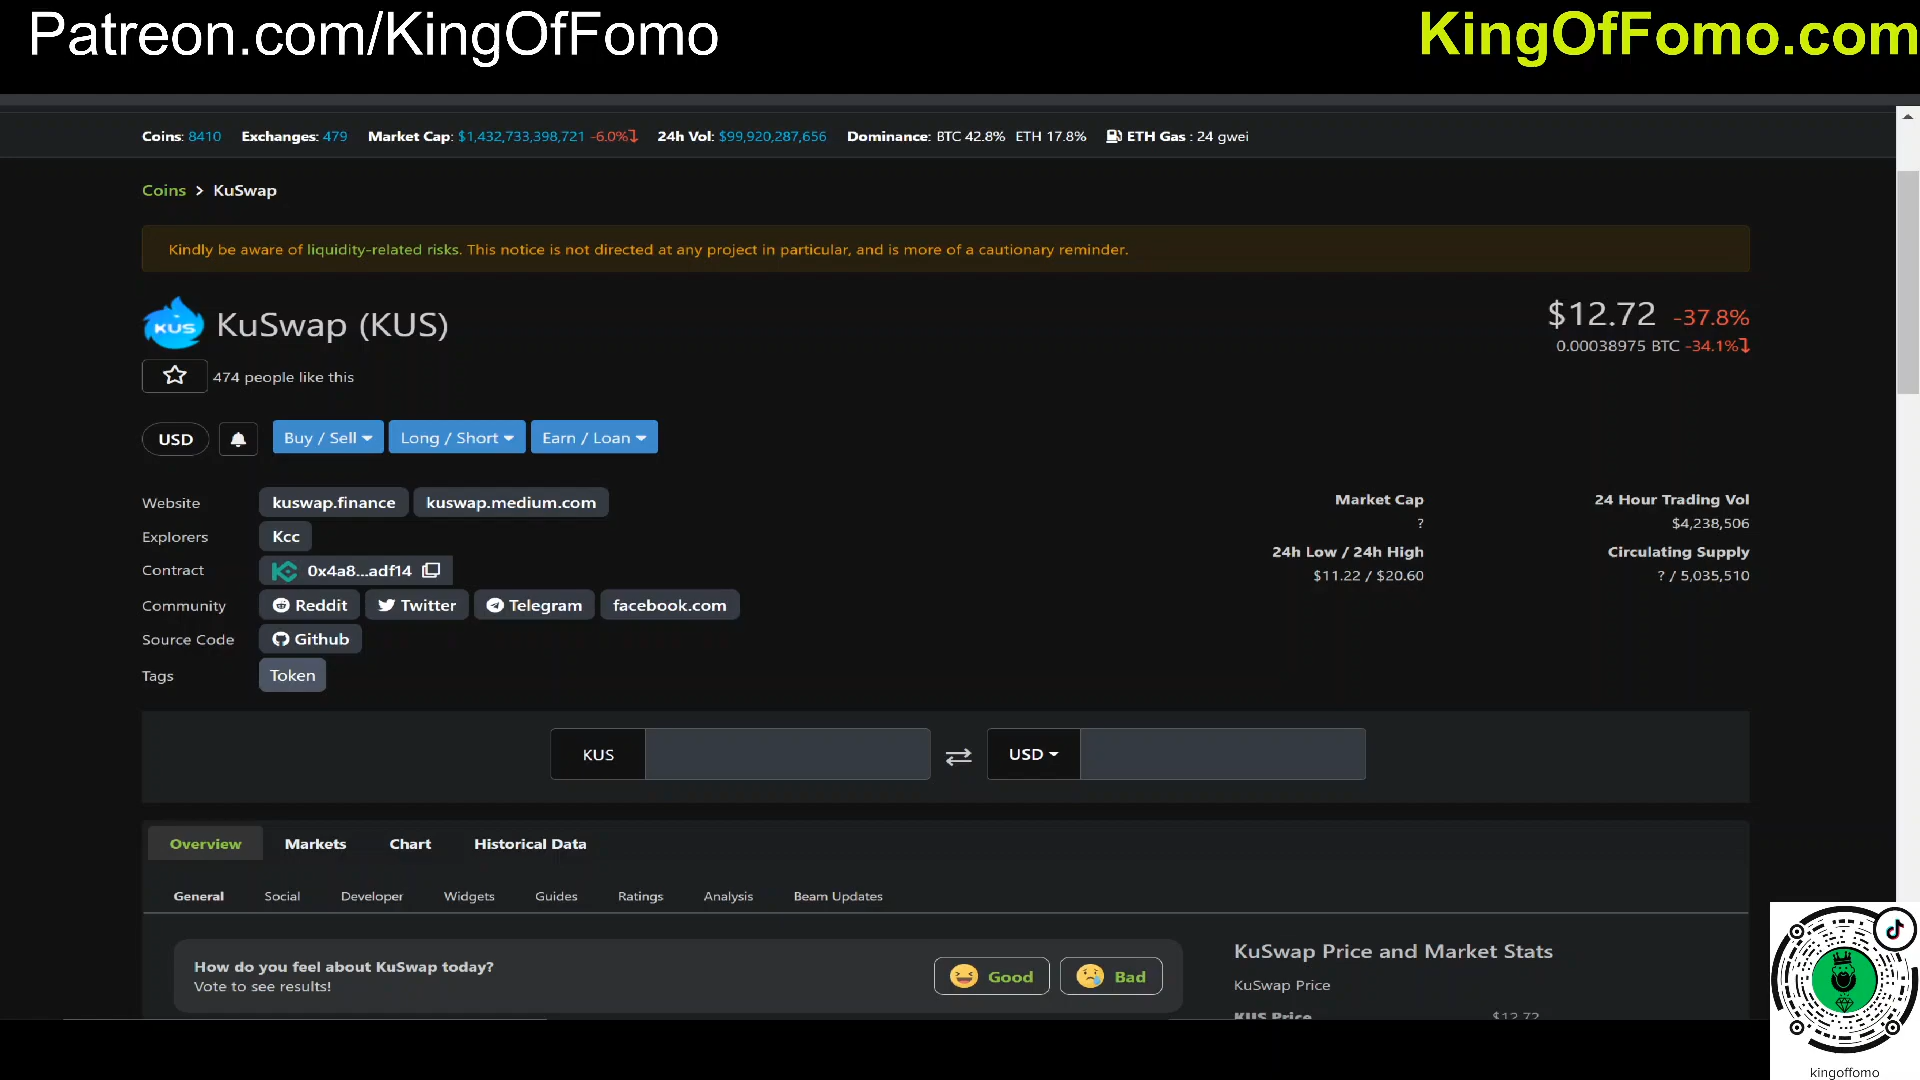 Patreon.com/KingOfFomo
KingOfFomo.com
Coins: 8410 Exchanges: 479 Market Cap: $1,432,733,398,721 -6.0% 24h Vol: $99,920,287,656 Dominance: BTC 42.8% ETH 17.8% ETH Gas : 24 gwei
Coins > KuSwap
Kindly be aware of liquidity-related risks. This notice is not directed at any project in particular, and is more of a cautionary reminder.
KUS KuSwap (KUS)
$12.72 -37.8%
0.00038975 BTC -34.1%
474 people like this
USD Buy / Sell Long / Short Earn / Loan
Website kuswap.finance kuswap.medium.com
Explorers Kcc
Contract 0x4a8...adf14
Community Reddit Twitter Telegram facebook.com
Source Code Github
Tags Token
Market Cap
?
24 Hour Trading Vol
$4,238,506
24h Low / 24h High
$11.22 / $20.60
Circulating Supply
? / 5,035,510
KUS USD
Overview Markets Chart Historical Data
General Social Developer Widgets Guides Ratings Analysis Beam Updates
How do you feel about KuSwap today?
Vote to see results!
Good Bad
KuSwap Price and Market Stats
KuSwap Price
KUS Price $12.72
kingoffomo